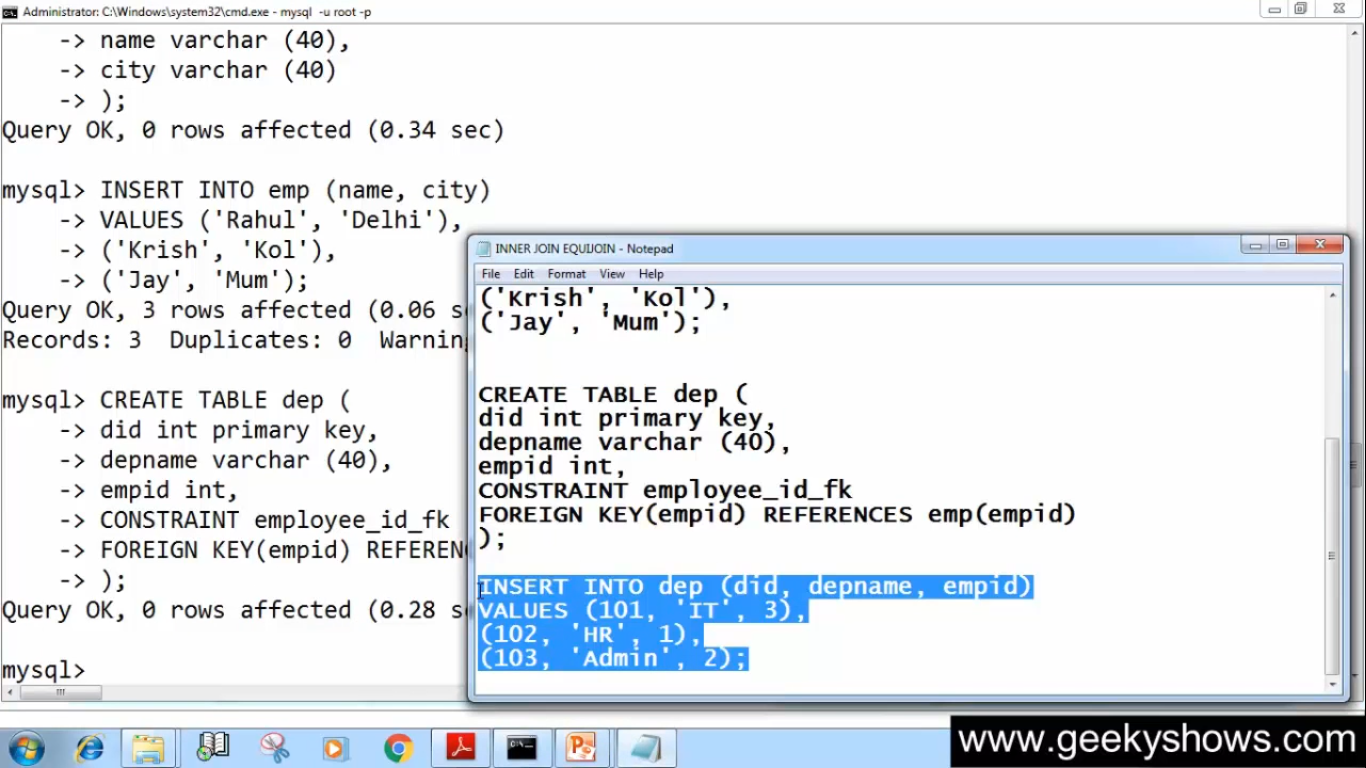 Administrator: C:\Windows\system32\cmd.exe - mysql -u root -p
-> name varchar (40),
-> city varchar (40)
-> );
Query OK, 0 rows affected (0.34 sec)
mysql> INSERT INTO emp (name, city)
-> VALUES ('Rahul', 'Delhi'),
-> ('Krish', 'Kol'),
-> ('Jay', 'Mum');
Query OK, 3 rows affected (0.06 s
Records: 3 Duplicates: 0 Warning
mysql> CREATE TABLE dep (
-> did int primary key,
-> depname varchar (40),
-> empid int,
-> CONSTRAINT employee_id_fk
-> FOREIGN KEY(empid) REFEREN
-> );
Query OK, 0 rows affected (0.28 s
mysql>
INNER JOIN EQUIJOIN - Notepad
File Edit Format View Help
('Krish', 'Kol'),
('Jay', 'Mum');
CREATE TABLE dep (
did int primary key,
depname varchar (40),
empid int,
CONSTRAINT employee_id_fk
FOREIGN KEY(empid) REFERENCES emp(empid)
);
INSERT INTO dep (did, depname, empid)
VALUES (101, 'IT', 3),
(102, 'HR', 1),
(103, 'Admin', 2);
www.geekyshows.com